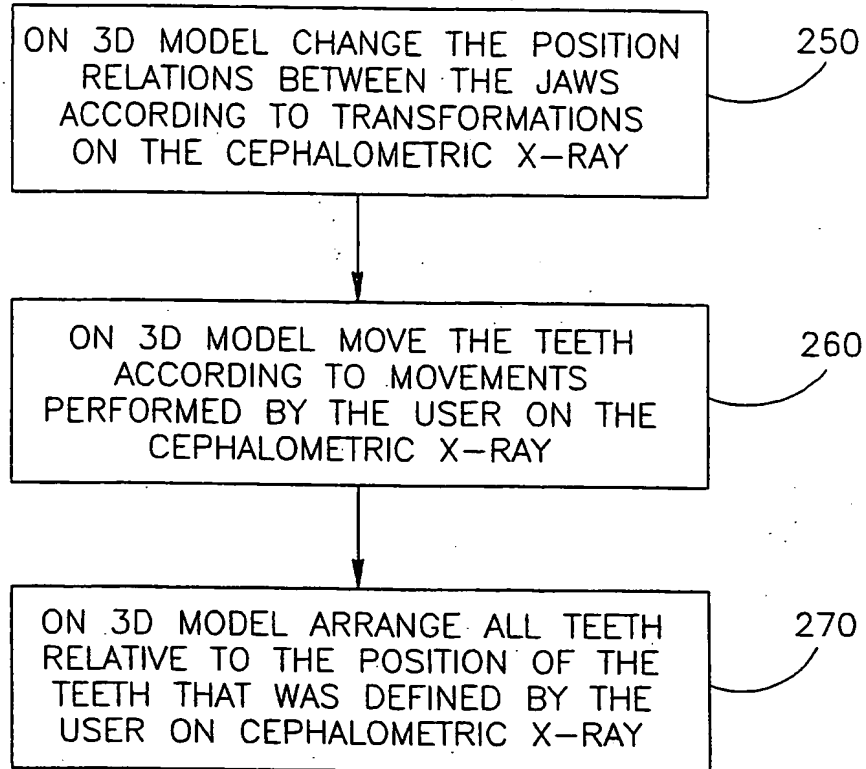 ON 3D MODEL CHANGE THE POSITION
RELATIONS BETWEEN THE JAWS
ACCORDING TO TRANSFORMATIONS
ON THE CEPHALOMETRIC X-RAY
250
ON 3D MODEL MOVE THE TEETH
ACCORDING TO MOVEMENTS
PERFORMED BY THE USER ON THE
CEPHALOMETRIC X-RAY
260
ON 3D MODEL ARRANGE ALL TEETH
RELATIVE TO THE POSITION OF THE
TEETH THAT WAS DEFINED BY THE
USER ON CEPHALOMETRIC X-RAY
270